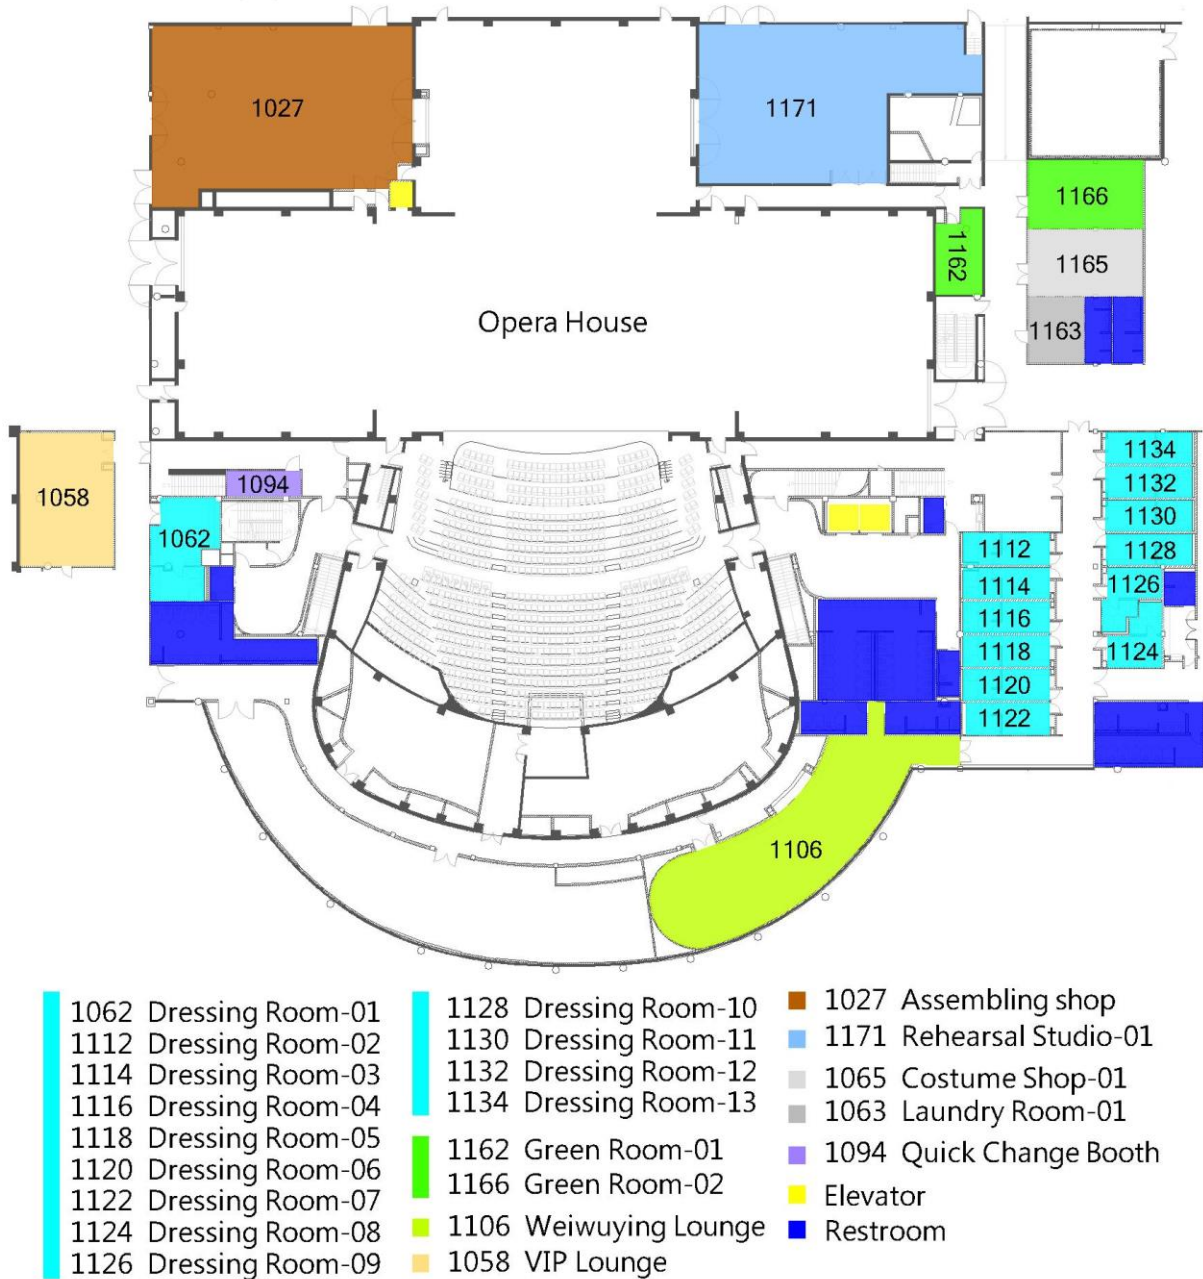 1027
1171
1166
1162
1165
Opera House
1163
1134
1094
1132
1058
1062
1130
1112
1128
1114
1126
1116
1118
1124
1120
1122
1106
1062 Dressing Room-01
1112 Dressing Room-02
1114 Dressing Room-03
1116 Dressing Room-04
1118 Dressing Room-05
1120 Dressing Room-06
1122 Dressing Room-07
1124 Dressing Room-08
1126 Dressing Room-09
1128 Dressing Room-10
1130 Dressing Room-11
1132 Dressing Room-12
1134 Dressing Room-13
1162 Green Room-01
1166 Green Room-02
1106 Weiwuying Lounge
1058 VIP Lounge
1027 Assembling shop
1171 Rehearsal Studio-01
1065 Costume Shop-01
1063 Laundry Room-01
1094 Quick Change Booth
Elevator
Restroom